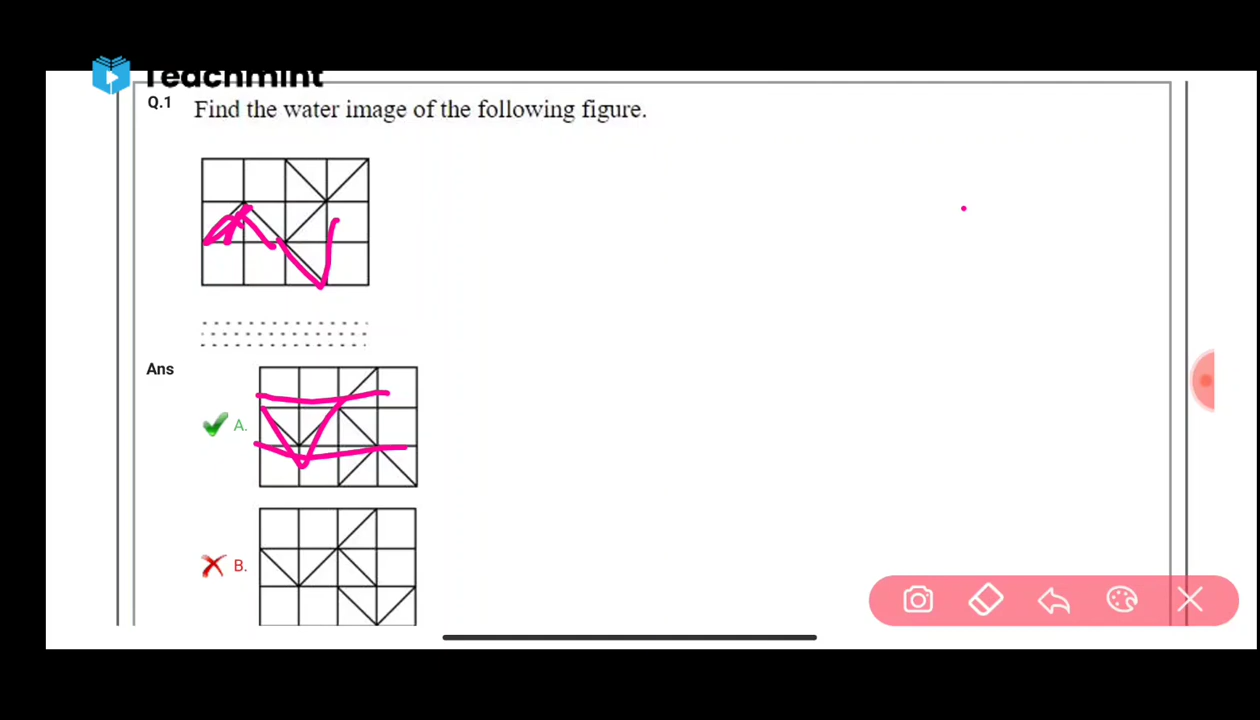 Teachmint
Q.1 Find the water image of the following figure.
Ans
A.
B.